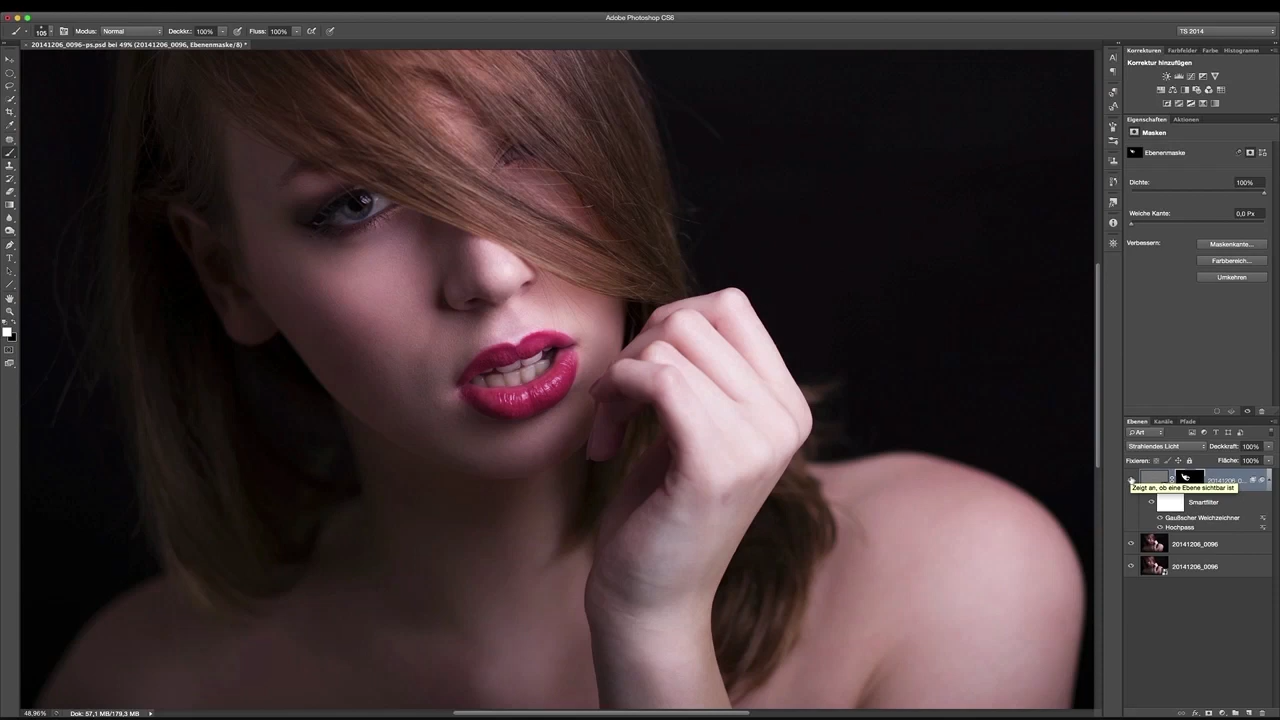 Adobe Photoshop CS6
105 Modus: Normal Deckkr.: 100% Fluss: 100% TS 2014
20141206_0096-ps.psd bei 49% (20141206_0096, Ebenenmaske/8) *
Korrekturen Farbfelder Farbe Histogramm
Korrektur hinzufügen
Eigenschaften Aktionen
Masken
Ebenenmaske
Dichte: 100%
Weiche Kante: 0,0 Px
Verbessern: Maskenkante...
Farbbereich...
Umkehren
Ebenen Kanäle Pfade
Art
Strahlendes Licht Deckkraft: 100%
Fixieren: Fläche: 100%
20141206_0...
Zeigt an, ob eine Ebene sichtbar ist
Smartfilter
Gaußscher Weichzeichner
Hochpass
20141206_0096
20141206_0096
48,96% Dok: 57,1 MB/179,3 MB